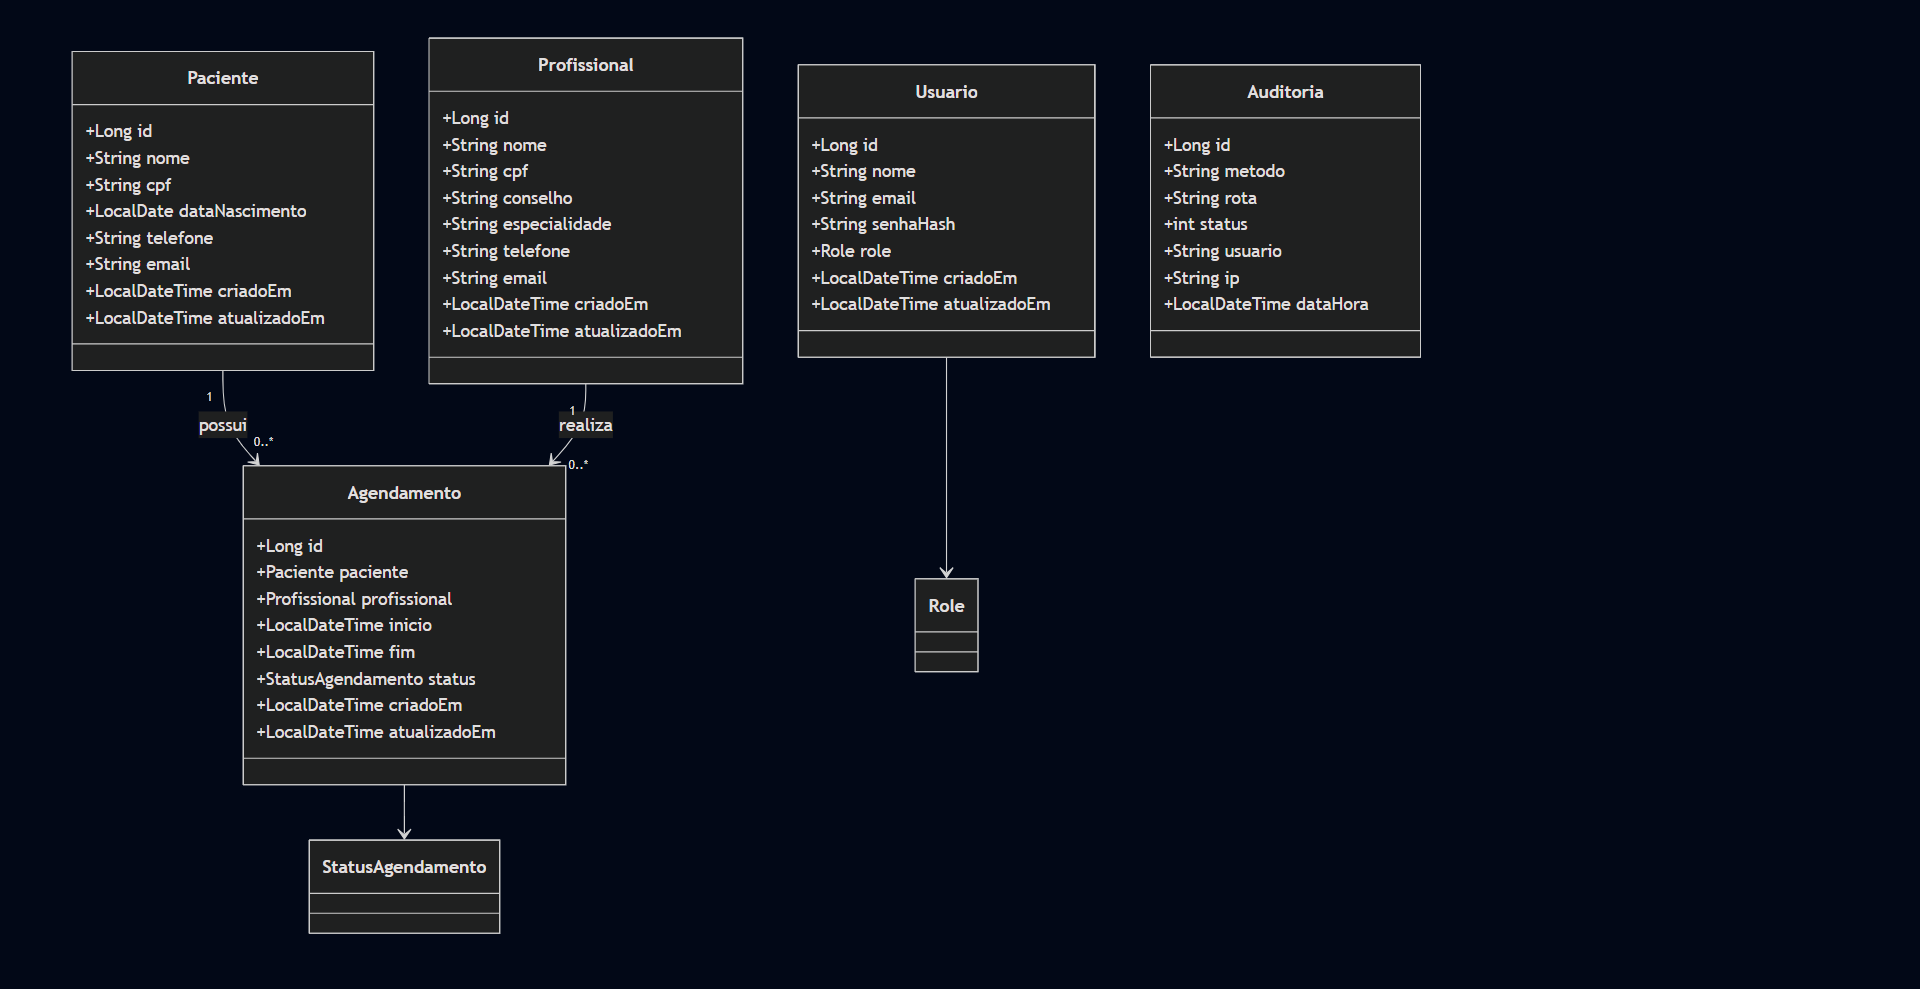 Paciente
+Long id
+String nome
+String cpf
+LocalDate dataNascimento
+String telefone
+String email
+LocalDateTime criadoEm
+LocalDateTime atualizadoEm
Profissional
+Long id
+String nome
+String cpf
+String conselho
+String especialidade
+String telefone
+String email
+LocalDateTime criadoEm
+LocalDateTime atualizadoEm
Usuario
+Long id
+String nome
+String email
+String senhaHash
+Role role
+LocalDateTime criadoEm
+LocalDateTime atualizadoEm
Auditoria
+Long id
+String metodo
+String rota
+int status
+String usuario
+String ip
+LocalDateTime dataHora
1
possui
0..*
1
realiza
0..*
Agendamento
+Long id
+Paciente paciente
+Profissional profissional
+LocalDateTime inicio
+LocalDateTime fim
+StatusAgendamento status
+LocalDateTime criadoEm
+LocalDateTime atualizadoEm
Role
StatusAgendamento